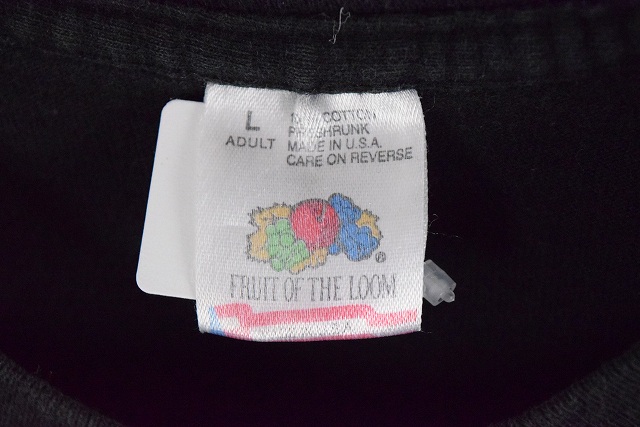 L
ADULT
COTTON
PRESHRUNK
MADE IN U.S.A.
CARE ON REVERSE
®
FRUIT OF THE LOOM